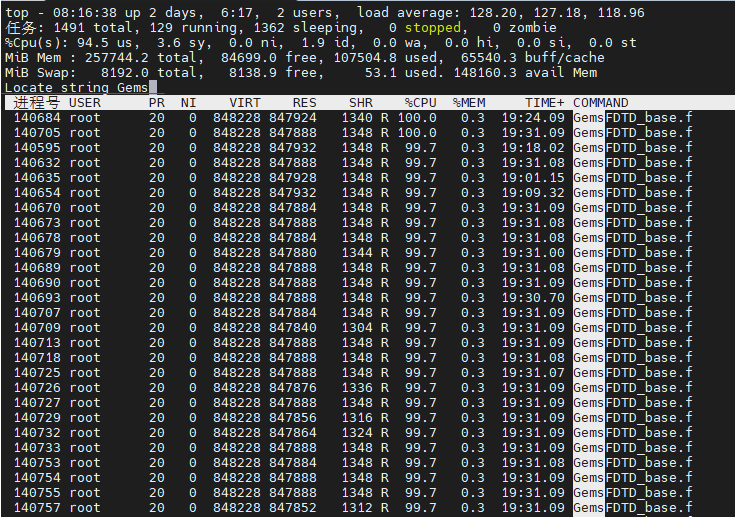 top - 08:16:38 up 2 days,  6:17,  2 users,  load average: 128.20, 127.18, 118.96
任务: 1491 total, 129 running, 1362 sleeping,   0 stopped,   0 zombie
%Cpu(s): 94.5 us,  3.6 sy,  0.0 ni,  1.9 id,  0.0 wa,  0.0 hi,  0.0 si,  0.0 st
MiB Mem : 257744.2 total,  84699.0 free, 107504.8 used,  65540.3 buff/cache
MiB Swap:   8192.0 total,   8138.9 free,     53.1 used. 148160.3 avail Mem
Locate string Gems
进程号 USER      PR  NI    VIRT    RES    SHR    %CPU  %MEM     TIME+ COMMAND
140684 root      20   0  848228 847924   1340 R 100.0   0.3  19:24.09 GemsFDTD_base.f
140705 root      20   0  848228 847888   1348 R 100.0   0.3  19:31.09 GemsFDTD_base.f
140595 root      20   0  848228 847932   1348 R  99.7   0.3  19:18.02 GemsFDTD_base.f
140632 root      20   0  848228 847888   1348 R  99.7   0.3  19:31.08 GemsFDTD_base.f
140635 root      20   0  848228 847928   1348 R  99.7   0.3  19:01.15 GemsFDTD_base.f
140654 root      20   0  848228 847932   1348 R  99.7   0.3  19:09.32 GemsFDTD_base.f
140670 root      20   0  848228 847884   1348 R  99.7   0.3  19:31.09 GemsFDTD_base.f
140673 root      20   0  848228 847888   1348 R  99.7   0.3  19:31.08 GemsFDTD_base.f
140678 root      20   0  848228 847884   1348 R  99.7   0.3  19:31.08 GemsFDTD_base.f
140679 root      20   0  848228 847880   1344 R  99.7   0.3  19:31.00 GemsFDTD_base.f
140689 root      20   0  848228 847888   1348 R  99.7   0.3  19:31.08 GemsFDTD_base.f
140690 root      20   0  848228 847888   1348 R  99.7   0.3  19:31.09 GemsFDTD_base.f
140693 root      20   0  848228 847888   1348 R  99.7   0.3  19:30.70 GemsFDTD_base.f
140707 root      20   0  848228 847884   1348 R  99.7   0.3  19:31.09 GemsFDTD_base.f
140709 root      20   0  848228 847840   1304 R  99.7   0.3  19:31.09 GemsFDTD_base.f
140713 root      20   0  848228 847888   1348 R  99.7   0.3  19:31.09 GemsFDTD_base.f
140718 root      20   0  848228 847888   1348 R  99.7   0.3  19:31.08 GemsFDTD_base.f
140725 root      20   0  848228 847888   1348 R  99.7   0.3  19:31.07 GemsFDTD_base.f
140726 root      20   0  848228 847876   1336 R  99.7   0.3  19:31.09 GemsFDTD_base.f
140727 root      20   0  848228 847888   1348 R  99.7   0.3  19:31.09 GemsFDTD_base.f
140729 root      20   0  848228 847856   1316 R  99.7   0.3  19:31.09 GemsFDTD_base.f
140732 root      20   0  848228 847864   1324 R  99.7   0.3  19:31.09 GemsFDTD_base.f
140733 root      20   0  848228 847888   1348 R  99.7   0.3  19:31.09 GemsFDTD_base.f
140753 root      20   0  848228 847884   1348 R  99.7   0.3  19:31.08 GemsFDTD_base.f
140754 root      20   0  848228 847888   1348 R  99.7   0.3  19:31.09 GemsFDTD_base.f
140755 root      20   0  848228 847888   1348 R  99.7   0.3  19:31.09 GemsFDTD_base.f
140757 root      20   0  848228 847852   1312 R  99.7   0.3  19:31.09 GemsFDTD_base.f